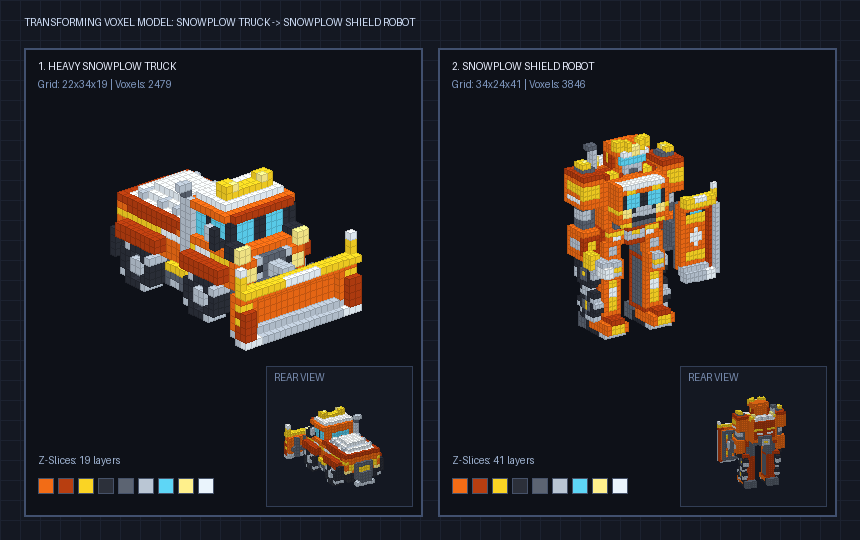 TRANSFORMING VOXEL MODEL: SNOWPLOW TRUCK -> SNOWPLOW SHIELD ROBOT
1. HEAVY SNOWPLOW TRUCK
Grid: 22x34x19 | Voxels: 2479
REAR VIEW
Z-Slices: 19 layers
2. SNOWPLOW SHIELD ROBOT
Grid: 34x24x41 | Voxels: 3846
REAR VIEW
Z-Slices: 41 layers